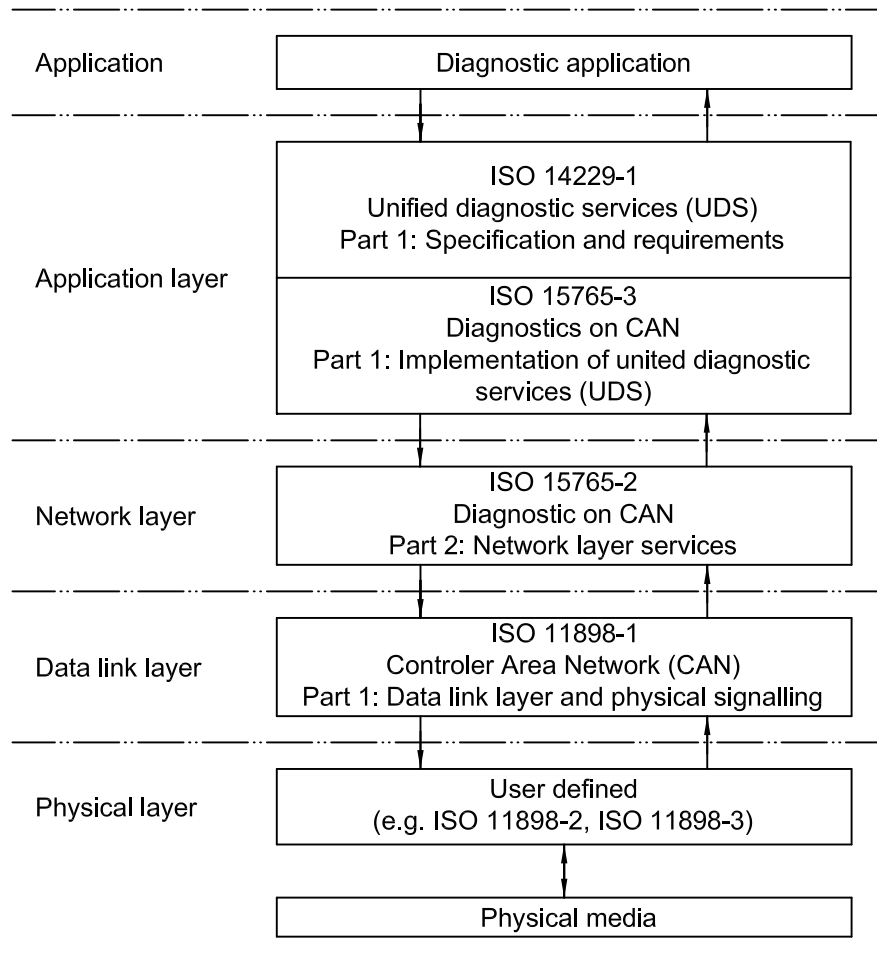 Application
Diagnostic application
Application layer
ISO 14229-1
Unified diagnostic services (UDS)
Part 1: Specification and requirements
ISO 15765-3
Diagnostics on CAN
Part 1: Implementation of united diagnostic
services (UDS)
Network layer
ISO 15765-2
Diagnostic on CAN
Part 2: Network layer services
Data link layer
ISO 11898-1
Controler Area Network (CAN)
Part 1: Data link layer and physical signalling
Physical layer
User defined
(e.g. ISO 11898-2, ISO 11898-3)
Physical media